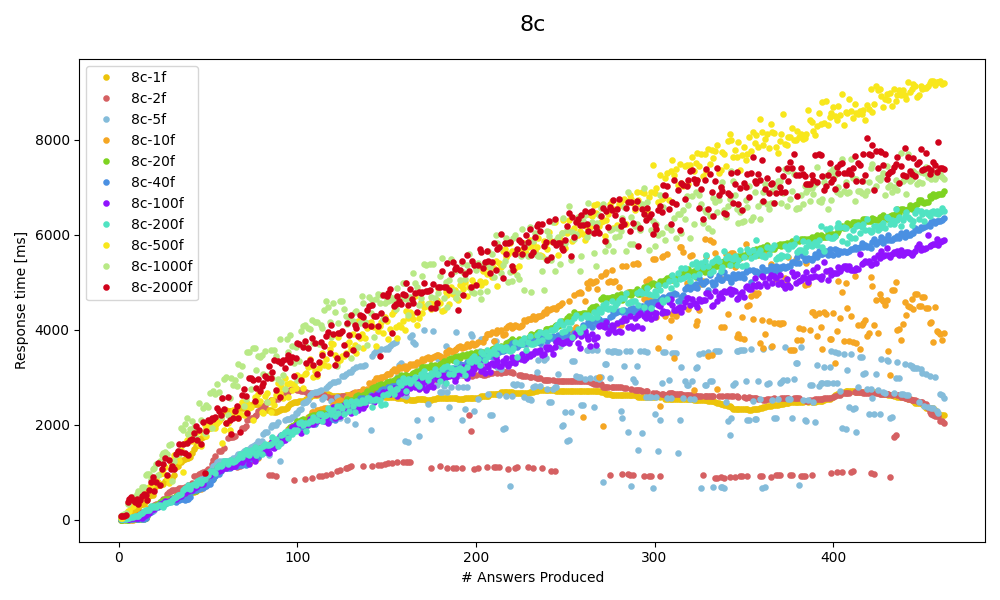 8c
Response time [ms]
8000
6000
4000
2000
0
8c-1f
8c-2f
8c-5f
8c-10f
8c-20f
8c-40f
8c-100f
8c-200f
8c-500f
8c-1000f
8c-2000f
0 100 200 300 400
# Answers Produced